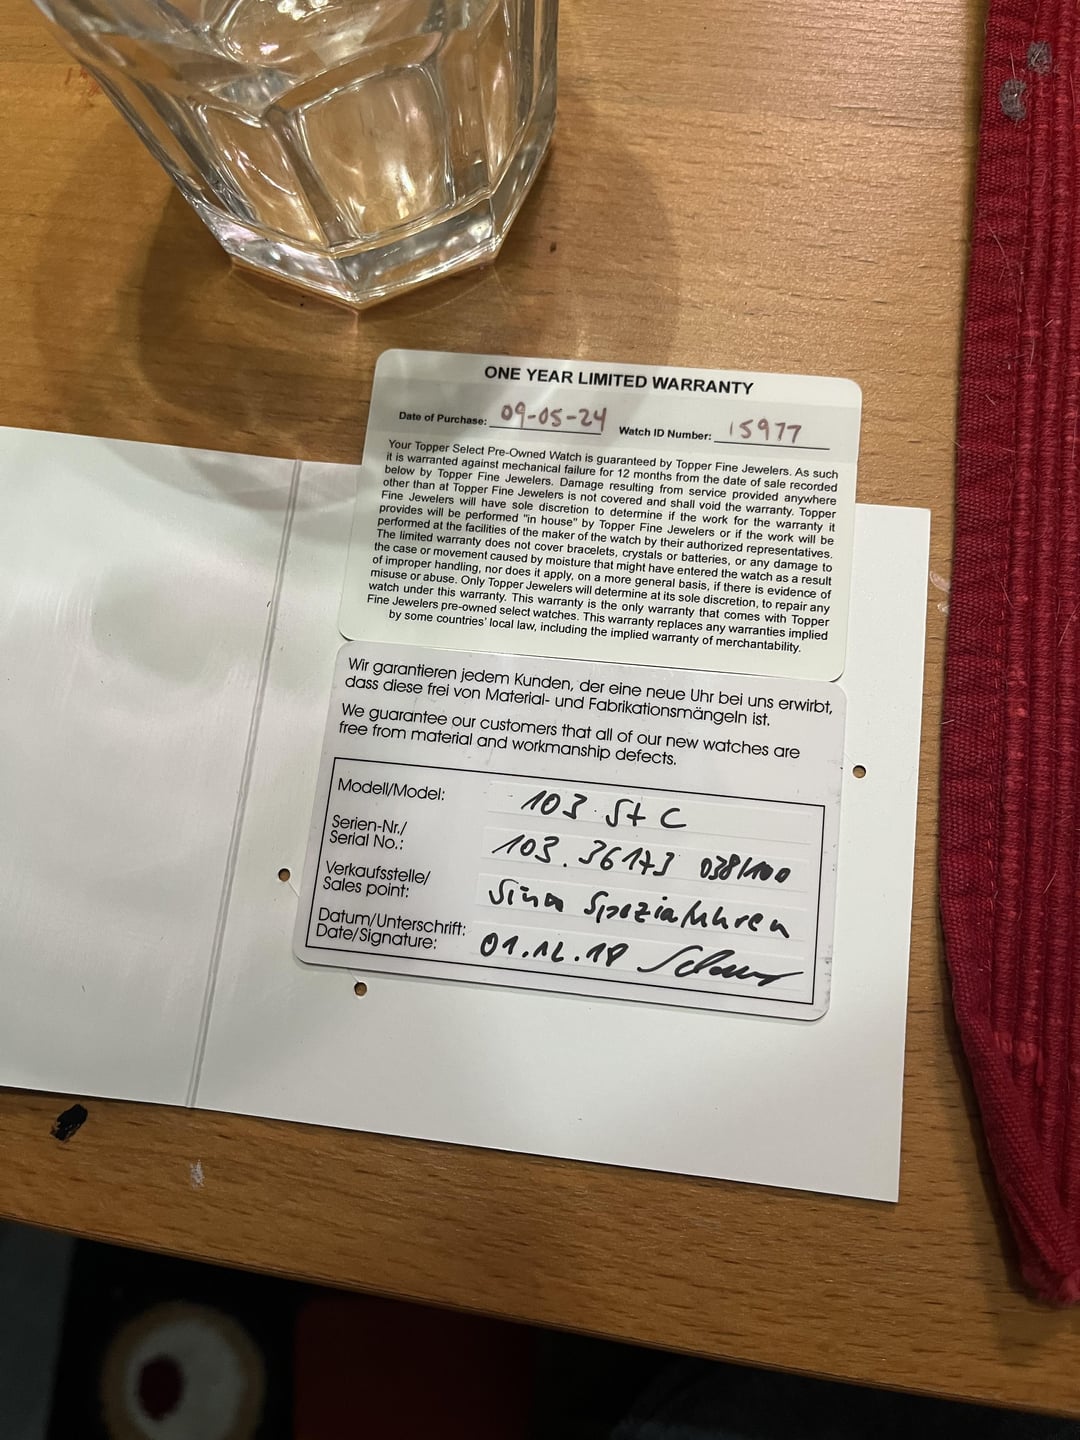 ONE YEAR LIMITED WARRANTY
Date of Purchase: 09-05-24 Watch ID Number: 15977
Your Topper Select Pre-Owned Watch is guaranteed by Topper Fine Jewelers. As such
it is warranted against mechanical failure for 12 months from the date of sale recorded
below by Topper Fine Jewelers. Damage resulting from service provided anywhere
other than at Topper Fine Jewelers is not covered and shall void the warranty. Topper
Fine Jewelers will have sole discretion to determine if the work for the warranty it
provides will be performed "in house" by Topper Fine Jewelers or if the work will be
performed at the facilities of the maker of the watch by their authorized representatives.
The limited warranty does not cover bracelets, crystals or batteries, or any damage to
the case or movement caused by moisture that might have entered the watch as a result
of improper handling, nor does it apply, on a more general basis, if there is evidence of
misuse or abuse. Only Topper Jewelers will determine at its sole discretion, to repair any
watch under this warranty. This warranty is the only warranty that comes with Topper
Fine Jewelers pre-owned select watches. This warranty replaces any warranties implied
by some countries' local law, including the implied warranty of merchantability.
Wir garantieren jedem Kunden, der eine neue Uhr bei uns erwirbt,
dass diese frei von Material- und Fabrikationsmängeln ist.
We guarantee our customers that all of our new watches are
free from material and workmanship defects.
Modell/Model: 103 St C
Serien-Nr./
Serial No.: 103.36173 038/100
Verkaufsstelle/
Sales point: Sinn Spezialuhren
Datum/Unterschrift:
Date/Signature: 01.12.18